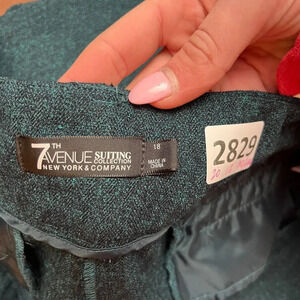 7TH
AVENUE SUITING
COLLECTION
NEW YORK & COMPANY
18
MADE IN
CHINA
2829